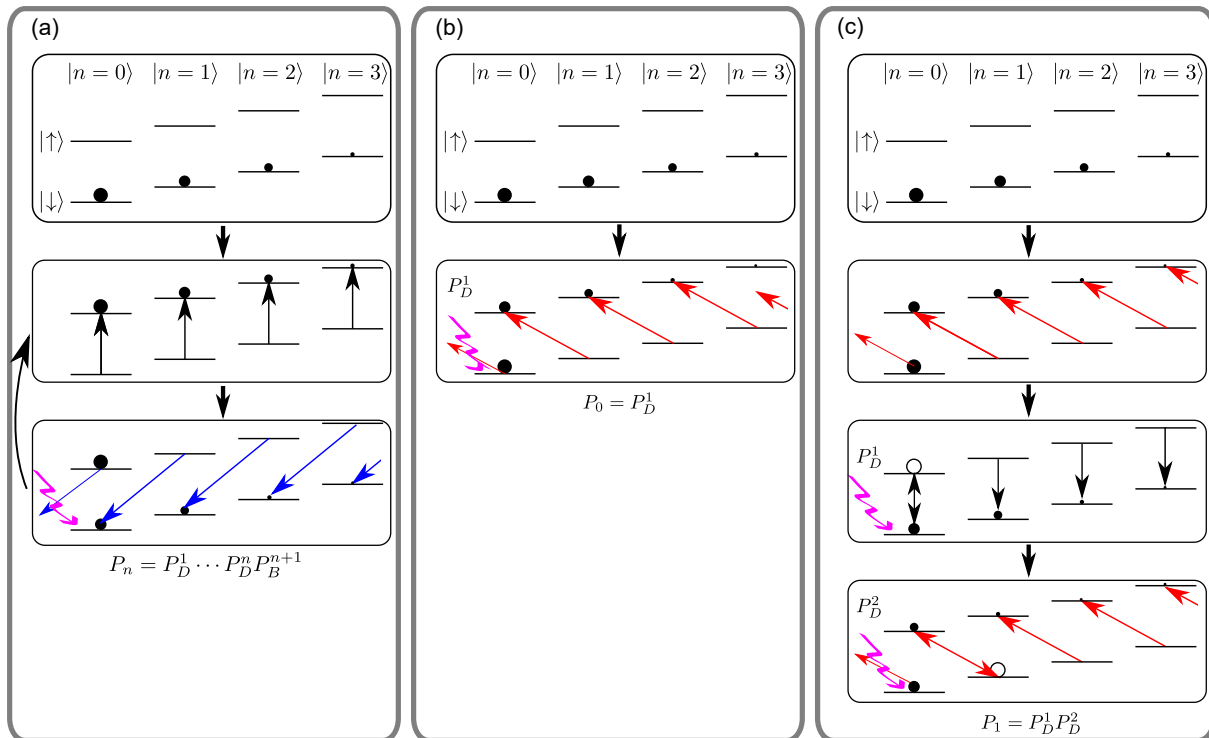 (a)
|n = 0⟩ |n = 1⟩ |n = 2⟩ |n = 3⟩
|↑⟩
|↓⟩
P_n = P_D^1 ⋯ P_D^n P_B^{n+1}
(b)
|n = 0⟩ |n = 1⟩ |n = 2⟩ |n = 3⟩
|↑⟩
|↓⟩
P_D^1
P_0 = P_D^1
(c)
|n = 0⟩ |n = 1⟩ |n = 2⟩ |n = 3⟩
|↑⟩
|↓⟩
P_D^1
P_D^2
P_1 = P_D^1 P_D^2